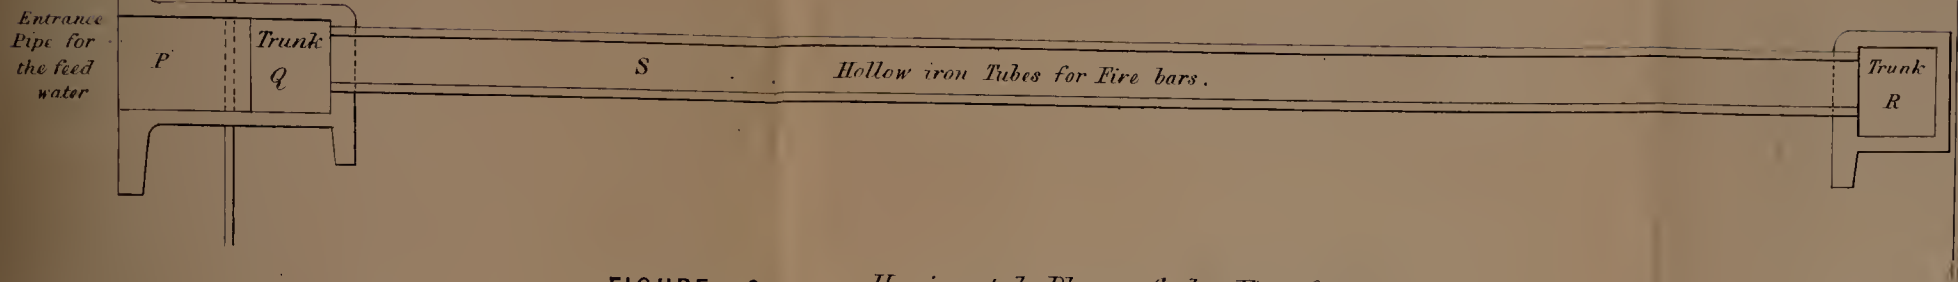 Entrance
Pipe for
the feed
water
P
Trunk
Q
S
Hollow iron Tubes for Fire bars.
Trunk
R
FIGURE